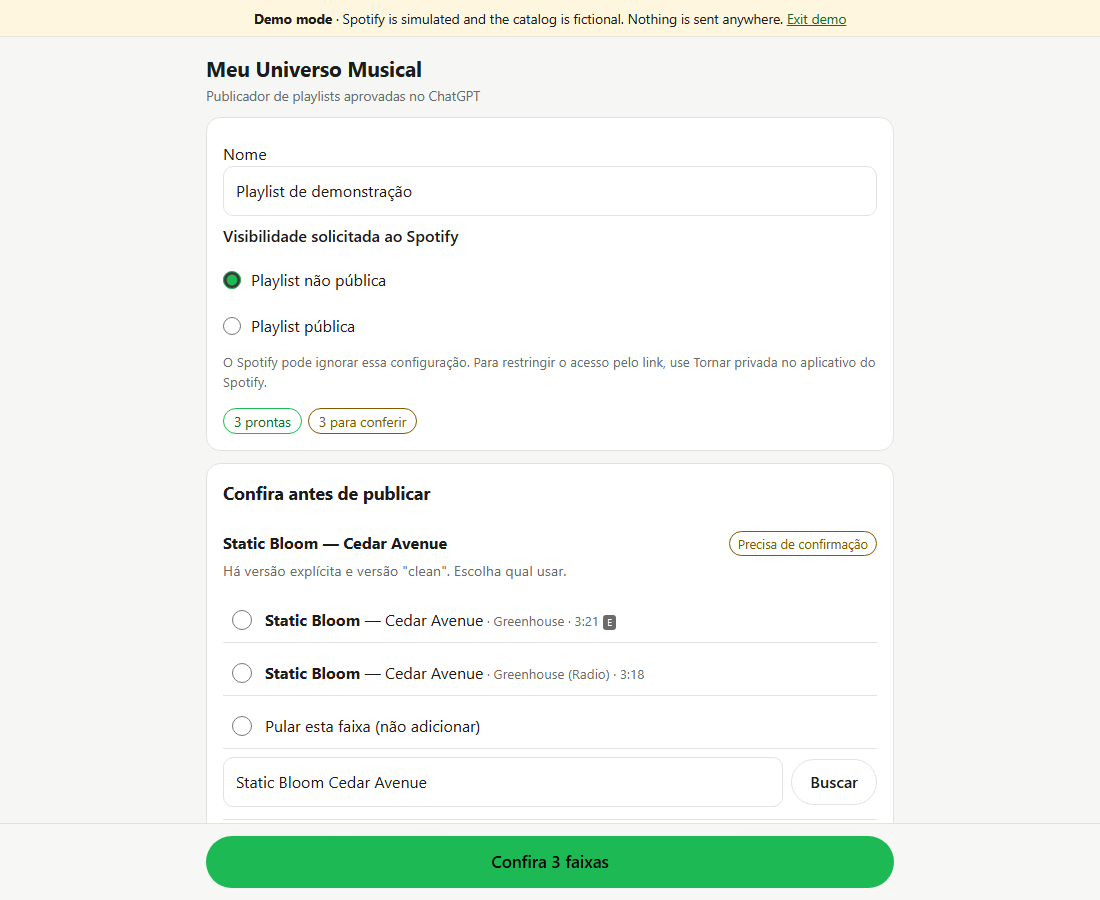 Demo mode · Spotify is simulated and the catalog is fictional. Nothing is sent anywhere. Exit demo
Meu Universo Musical
Publicador de playlists aprovadas no ChatGPT
Nome
Playlist de demonstração
Visibilidade solicitada ao Spotify
Playlist não pública
Playlist pública
O Spotify pode ignorar essa configuração. Para restringir o acesso pelo link, use Tornar privada no aplicativo do
Spotify.
3 prontas 3 para conferir
Confira antes de publicar
Static Bloom — Cedar Avenue Precisa de confirmação
Há versão explícita e versão "clean". Escolha qual usar.
Static Bloom — Cedar Avenue · Greenhouse · 3:21 E
Static Bloom — Cedar Avenue · Greenhouse (Radio) · 3:18
Pular esta faixa (não adicionar)
Static Bloom Cedar Avenue Buscar
Confira 3 faixas